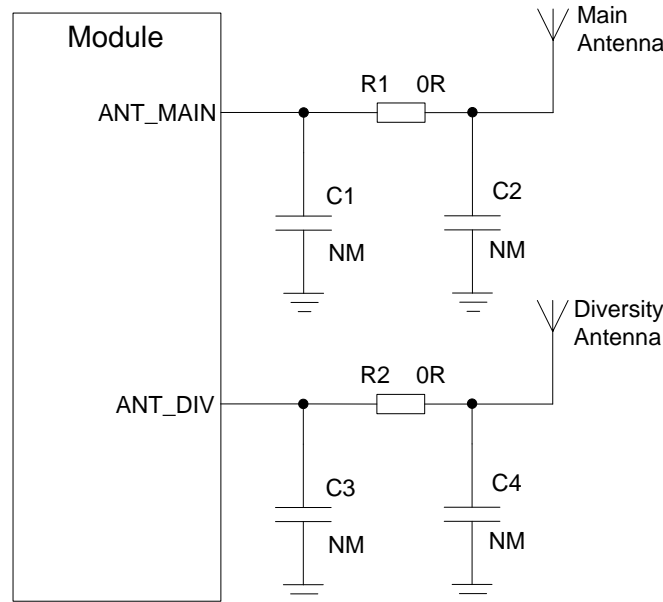 Module
Main
Antenna
R1 0R
ANT_MAIN
C1
C2
NM
NM
Diversity
Antenna
R2 0R
ANT_DIV
C3
C4
NM
NM